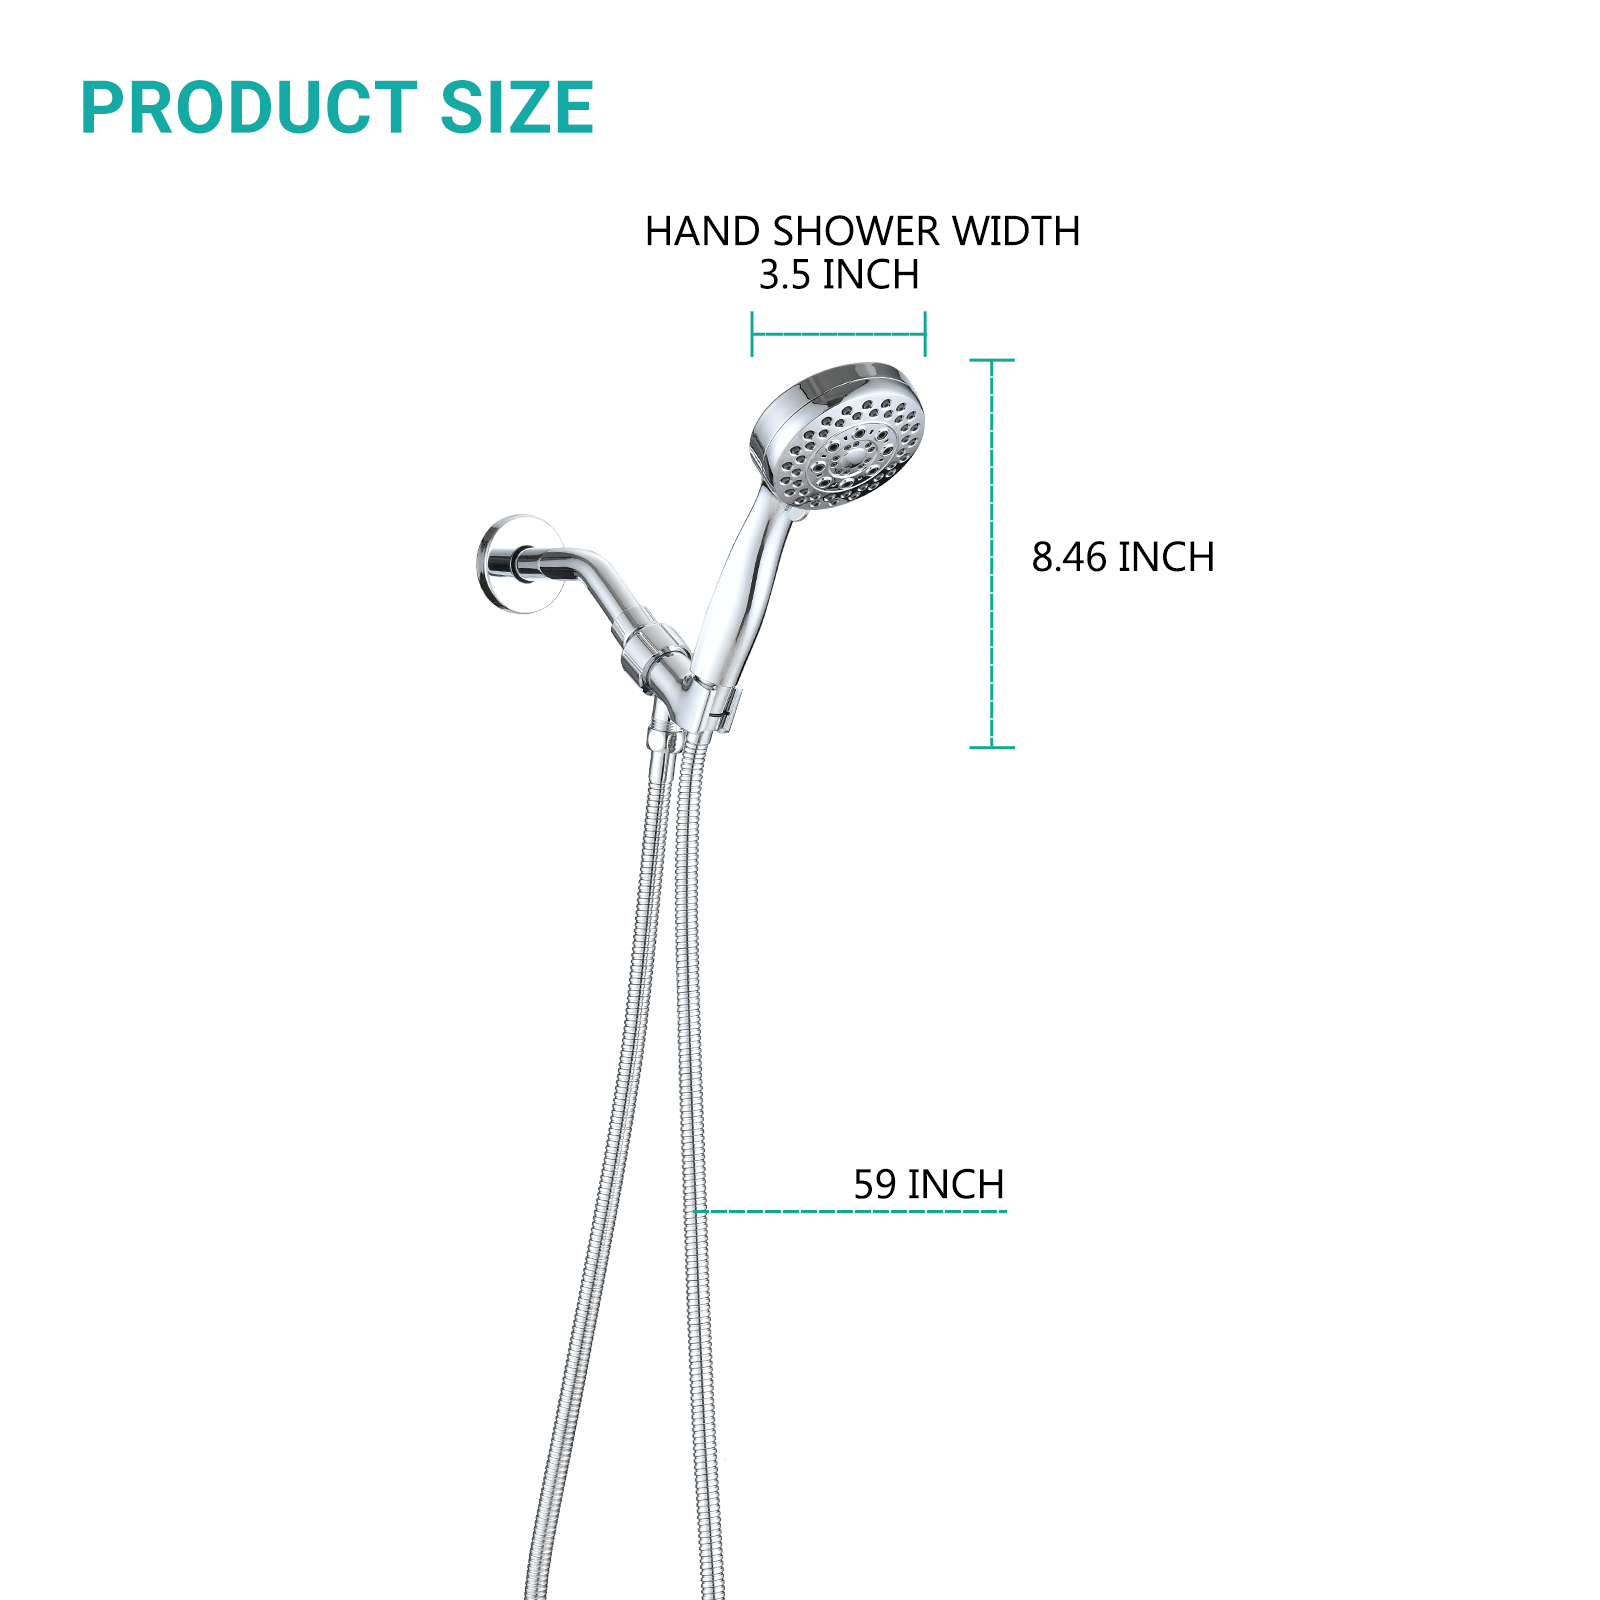 PRODUCT SIZE
HAND SHOWER WIDTH
3.5 INCH
8.46 INCH
59 INCH